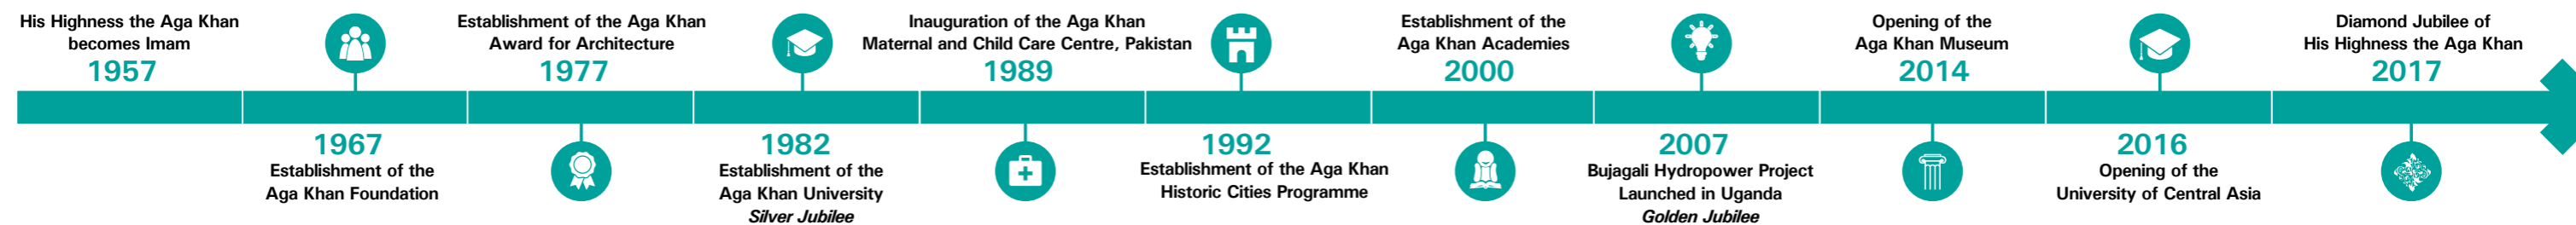 His Highness the Aga Khan
becomes Imam
1957
1967
Establishment of the
Aga Khan Foundation
Establishment of the Aga Khan
Award for Architecture
1977
1982
Establishment of the
Aga Khan University
Silver Jubilee
Inauguration of the Aga Khan
Maternal and Child Care Centre, Pakistan
1989
1992
Establishment of the Aga Khan
Historic Cities Programme
Establishment of the
Aga Khan Academies
2000
2007
Bujagali Hydropower Project
Launched in Uganda
Golden Jubilee
Opening of the
Aga Khan Museum
2014
2016
Opening of the
University of Central Asia
Diamond Jubilee of
His Highness the Aga Khan
2017